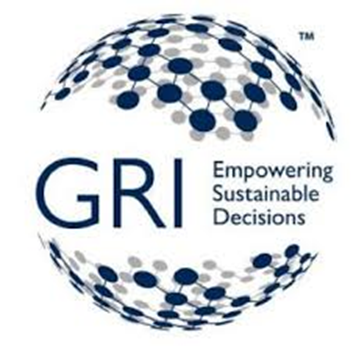 TM
GRI
Empowering
Sustainable
Decisions